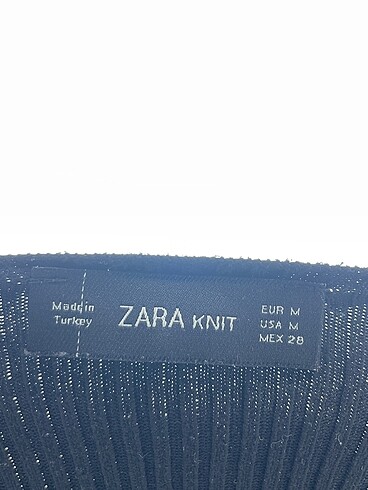 Made in
Turkey
ZARA KNIT
EUR M
USA M
MEX 28